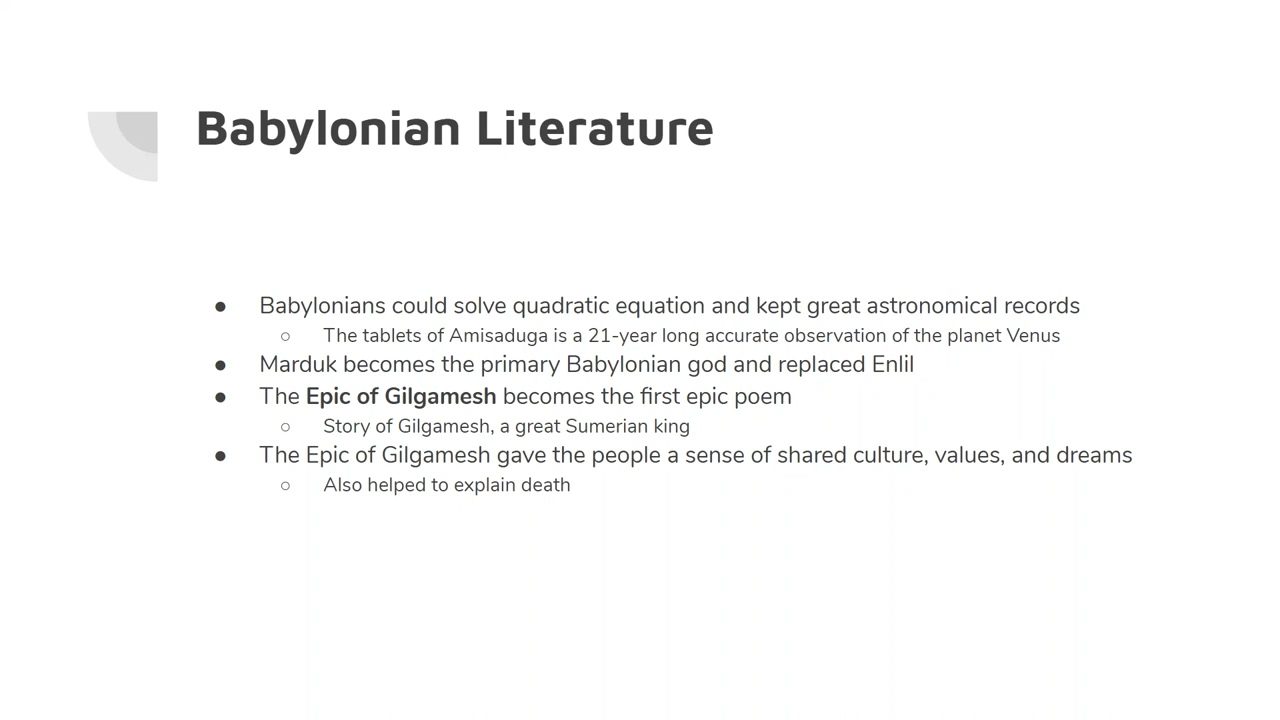 Babylonian Literature
● Babylonians could solve quadratic equation and kept great astronomical records
○ The tablets of Amisaduga is a 21-year long accurate observation of the planet Venus
● Marduk becomes the primary Babylonian god and replaced Enlil
● The Epic of Gilgamesh becomes the first epic poem
○ Story of Gilgamesh, a great Sumerian king
● The Epic of Gilgamesh gave the people a sense of shared culture, values, and dreams
○ Also helped to explain death